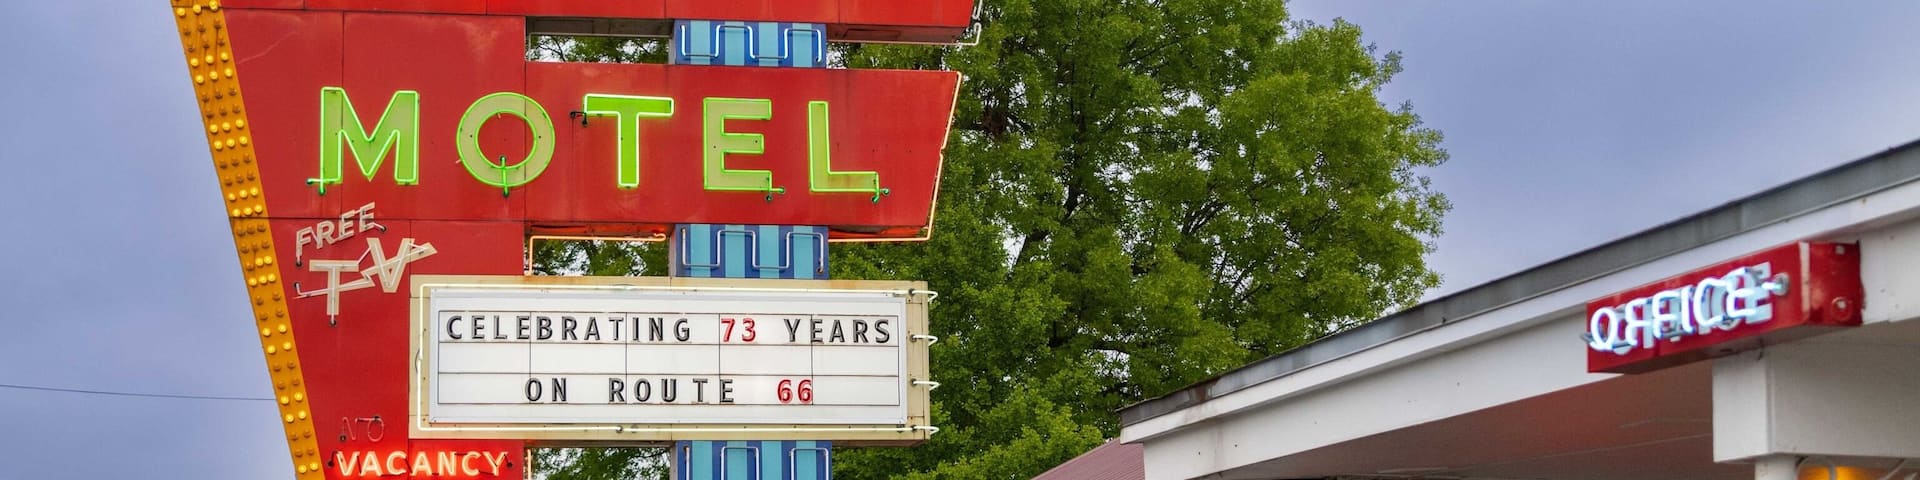 MOTEL
FREE
TV
CELEBRATING 73 YEARS
ON ROUTE 66
NO
VACANCY
OFFICE